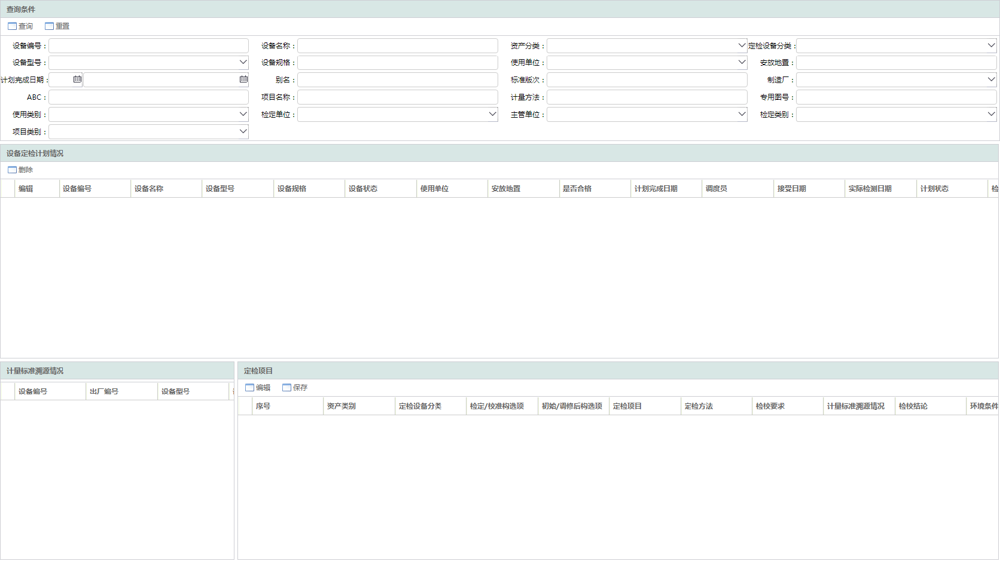 查询条件
查询 重置
设备编号： 设备名称： 资产分类： 定检设备分类：
设备型号： 设备规格： 使用单位： 安放地置：
计划完成日期： 别名： 标准版次： 制造厂：
ABC： 项目名称： 计量方法： 专用图号：
使用类别： 检定单位： 主管单位： 检定类别：
项目类别：
设备定检计划情况
删除
编辑 设备编号 设备名称 设备型号 设备规格 设备状态 使用单位 安放地置 是否合格 计划完成日期 调度员 接受日期 实际检测日期 计划状态 检
计量标准溯源情况
设备编号 出厂编号 设备型号
定检项目
编辑 保存
序号 资产类别 定检设备分类 检定/校准构选项 初始/调修后构选项 定检项目 定检方法 检校要求 计量标准溯源情况 检校结论 环境条件